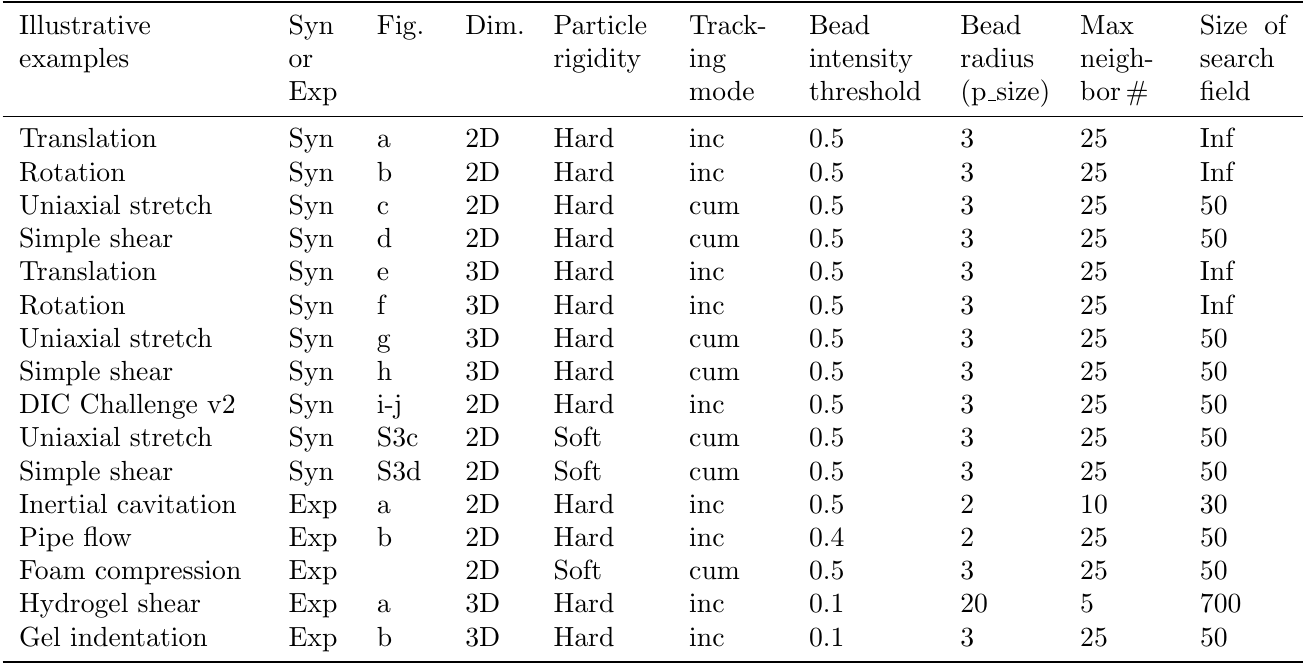 Illustrative examples Syn or Exp Fig. Dim. Particle rigidity Track-ing mode Bead intensity threshold Bead radius (p_size) Max neigh-bor # Size of search field
Translation Syn a 2D Hard inc 0.5 3 25 Inf
Rotation Syn b 2D Hard inc 0.5 3 25 Inf
Uniaxial stretch Syn c 2D Hard cum 0.5 3 25 50
Simple shear Syn d 2D Hard cum 0.5 3 25 50
Translation Syn e 3D Hard inc 0.5 3 25 Inf
Rotation Syn f 3D Hard inc 0.5 3 25 Inf
Uniaxial stretch Syn g 3D Hard cum 0.5 3 25 50
Simple shear Syn h 3D Hard cum 0.5 3 25 50
DIC Challenge v2 Syn i-j 2D Hard inc 0.5 3 25 50
Uniaxial stretch Syn S3c 2D Soft cum 0.5 3 25 50
Simple shear Syn S3d 2D Soft cum 0.5 3 25 50
Inertial cavitation Exp a 2D Hard inc 0.5 2 10 30
Pipe flow Exp b 2D Hard inc 0.4 2 25 50
Foam compression Exp 2D Soft cum 0.5 3 25 50
Hydrogel shear Exp a 3D Hard inc 0.1 20 5 700
Gel indentation Exp b 3D Hard inc 0.1 3 25 50